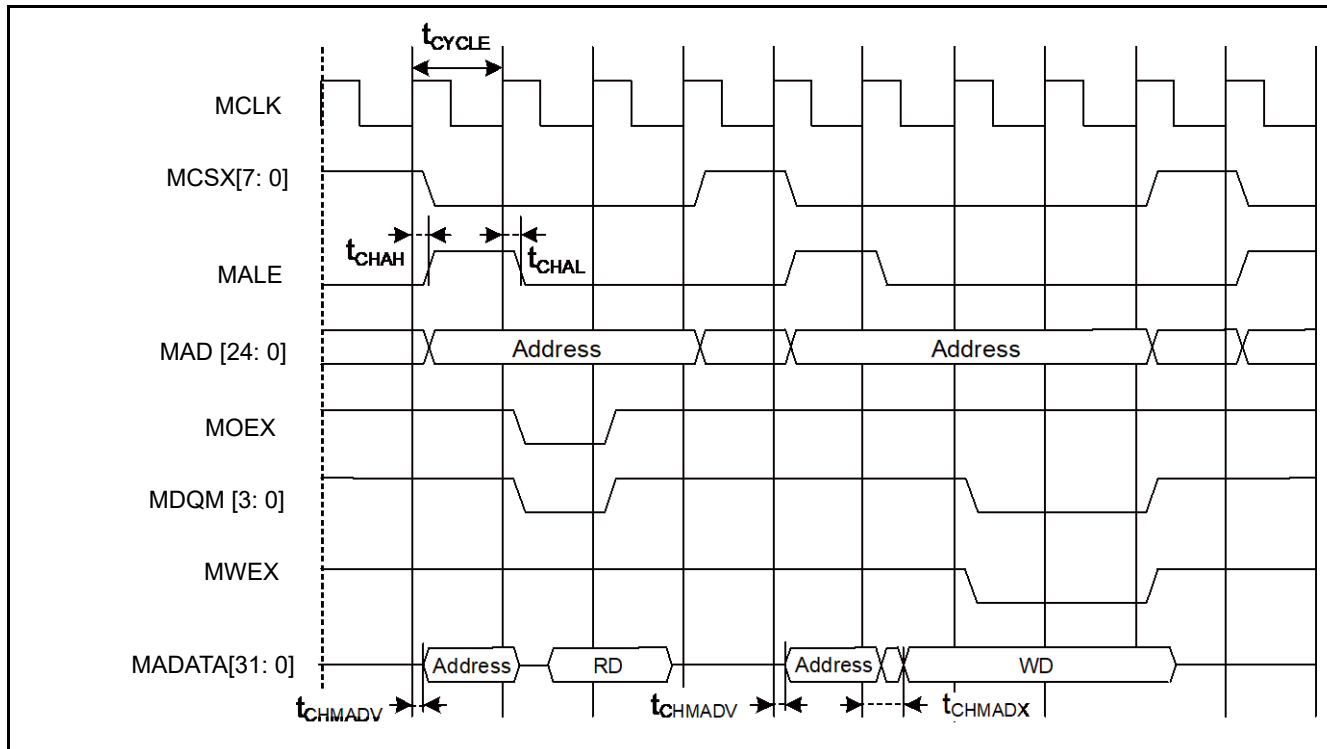 tCYCLE
MCLK
MCSX[7: 0]
tCHAH
tCHAL
MALE
MAD [24: 0]
Address
Address
MOEX
MDQM [3: 0]
MWEX
MADATA[31: 0]
Address
RD
Address
WD
tCHMADV
tCHMADV
tCHMADX